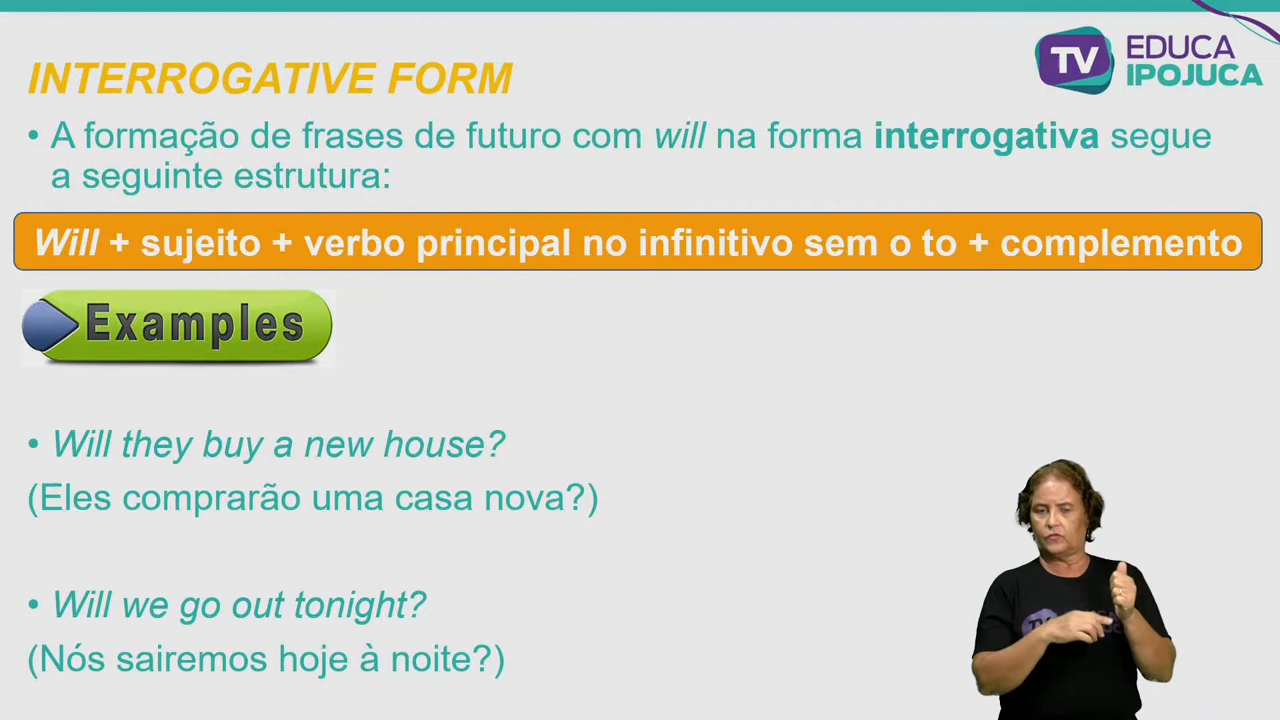 TV EDUCA
IPOJUCA
INTERROGATIVE FORM
• A formação de frases de futuro com will na forma interrogativa segue
a seguinte estrutura:
Will + sujeito + verbo principal no infinitivo sem o to + complemento
Examples
• Will they buy a new house?
(Eles comprarão uma casa nova?)
• Will we go out tonight?
(Nós sairemos hoje à noite?)
TV